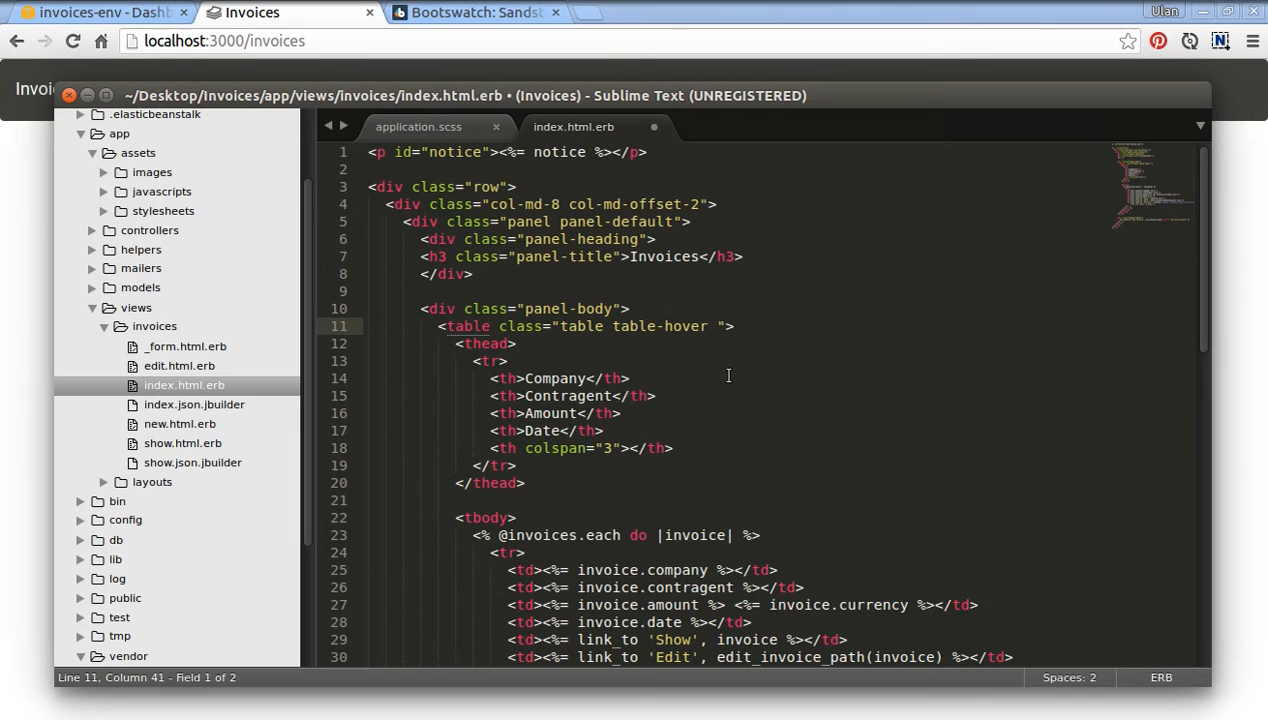 invoices-env - Dashb
Invoices
Bootswatch: Sandst
Ulan
localhost:3000/invoices
Invoic
~/Desktop/Invoices/app/views/invoices/index.html.erb • (Invoices) - Sublime Text (UNREGISTERED)
.elasticbeanstalk
app
assets
images
javascripts
stylesheets
controllers
helpers
mailers
models
views
invoices
_form.html.erb
edit.html.erb
index.html.erb
index.json.jbuilder
new.html.erb
show.html.erb
show.json.jbuilder
layouts
bin
config
db
lib
log
public
test
tmp
vendor
application.scss
index.html.erb
1 <p id="notice"><%= notice %></p>
2
3 <div class="row">
4 <div class="col-md-8 col-md-offset-2">
5 <div class="panel panel-default">
6 <div class="panel-heading">
7 <h3 class="panel-title">Invoices</h3>
8 </div>
9
10 <div class="panel-body">
11 <table class="table table-hover ">
12 <thead>
13 <tr>
14 <th>Company</th>
15 <th>Contragent</th>
16 <th>Amount</th>
17 <th>Date</th>
18 <th colspan="3"></th>
19 </tr>
20 </thead>
21
22 <tbody>
23 <% @invoices.each do |invoice| %>
24 <tr>
25 <td><%= invoice.company %></td>
26 <td><%= invoice.contragent %></td>
27 <td><%= invoice.amount %> <%= invoice.currency %></td>
28 <td><%= invoice.date %></td>
29 <td><%= link_to 'Show', invoice %></td>
30 <td><%= link_to 'Edit', edit_invoice_path(invoice) %></td>
Line 11, Column 41 - Field 1 of 2
Spaces: 2
ERB